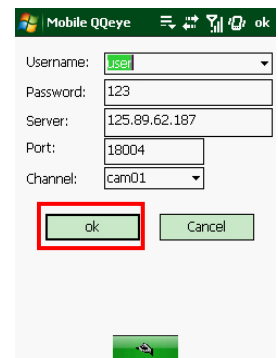 Mobile QQeye ok
Username: user
Password: 123
Server: 125.89.62.187
Port: 18004
Channel: cam01
ok Cancel